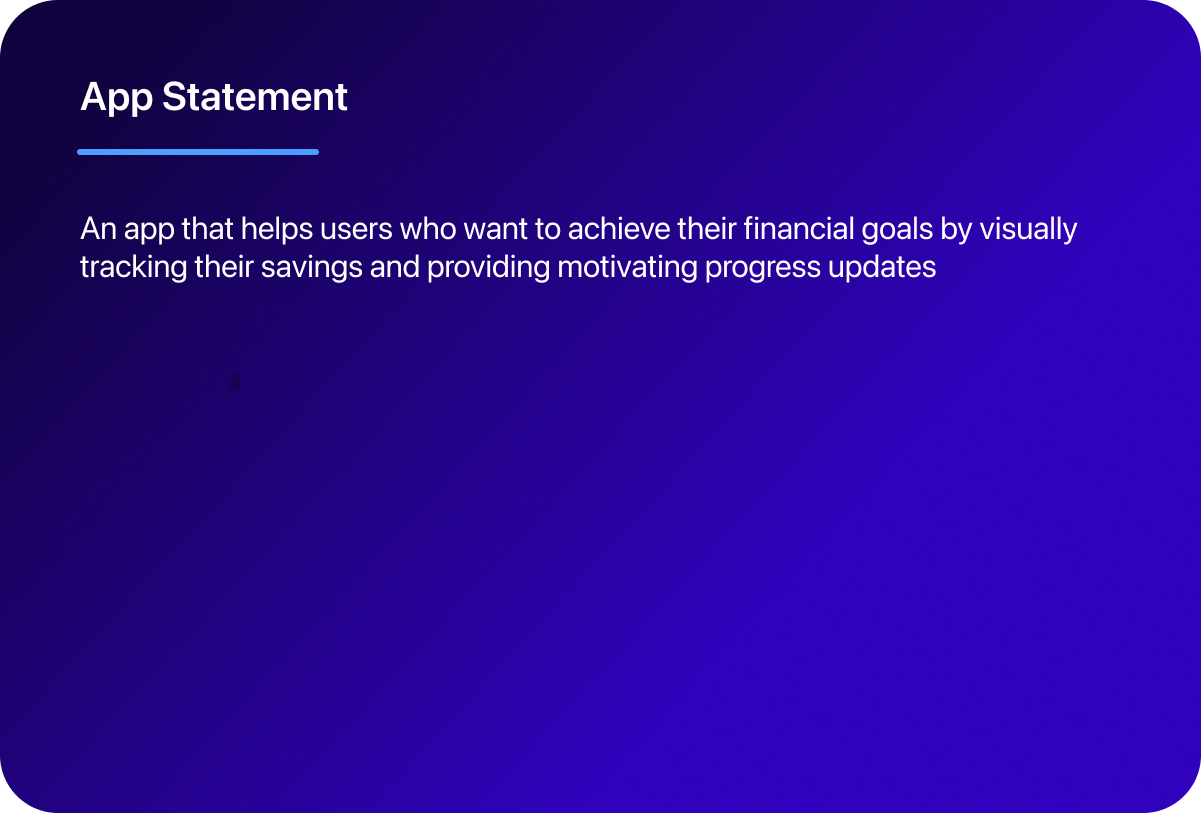 App Statement
An app that helps users who want to achieve their financial goals by visually
tracking their savings and providing motivating progress updates